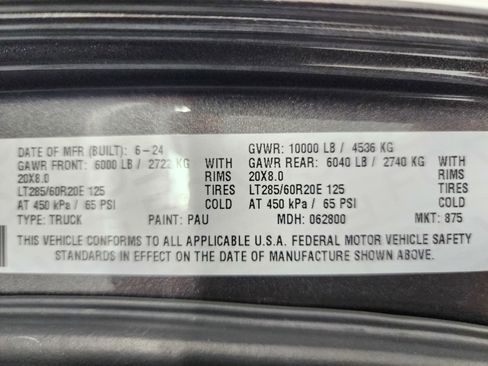 DATE OF MFR (BUILT): 6-24 GVWR: 10000 LB / 4536 KG
GAWR FRONT: 6000 LB / 2722 KG WITH GAWR REAR: 6040 LB / 2740 KG WITH
20X8.0 RIMS 20X8.0 RIMS
LT285/60R20E 125 TIRES LT285/60R20E 125 TIRES
AT 450 kPa / 65 PSI COLD AT 450 kPa / 65 PSI COLD
TYPE: TRUCK PAINT: PAU MDH: 062800 MKT: 875
THIS VEHICLE CONFORMS TO ALL APPLICABLE U.S.A. FEDERAL MOTOR VEHICLE SAFETY
STANDARDS IN EFFECT ON THE DATE OF MANUFACTURE SHOWN ABOVE.